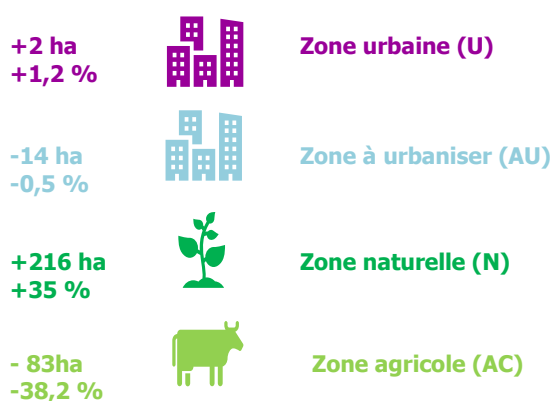 +2 ha
+1,2 %
Zone urbaine (U)
-14 ha
-0,5 %
Zone à urbaniser (AU)
+216 ha
+35 %
Zone naturelle (N)
- 83ha
-38,2 %
Zone agricole (AC)